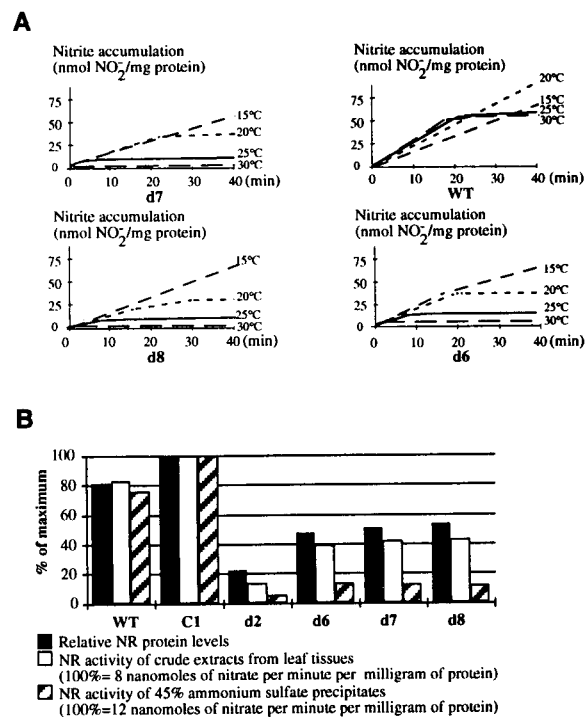 A
Nitrite accumulation
(nmol NO2-/mg protein)
75
50
25
0
0 10 20 30 40 (min)
15°C
20°C
25°C
30°C
d7
Nitrite accumulation
(nmol NO2-/mg protein)
75
50
25
0
0 10 20 30 40 (min)
20°C
15°C
25°C
30°C
WT
Nitrite accumulation
(nmol NO2-/mg protein)
75
50
25
0
0 10 20 30 40 (min)
15°C
20°C
25°C
30°C
d8
Nitrite accumulation
(nmol NO2-/mg protein)
75
50
25
0
0 10 20 30 40 (min)
15°C
20°C
25°C
30°C
d6
B
% of maximum
100
80
60
40
20
0
WT C1 d2 d6 d7 d8
Relative NR protein levels
NR activity of crude extracts from leaf tissues
(100%= 8 nanomoles of nitrate per minute per milligram of protein)
NR activity of 45% ammonium sulfate precipitates
(100%=12 nanomoles of nitrate per minute per milligram of protein)